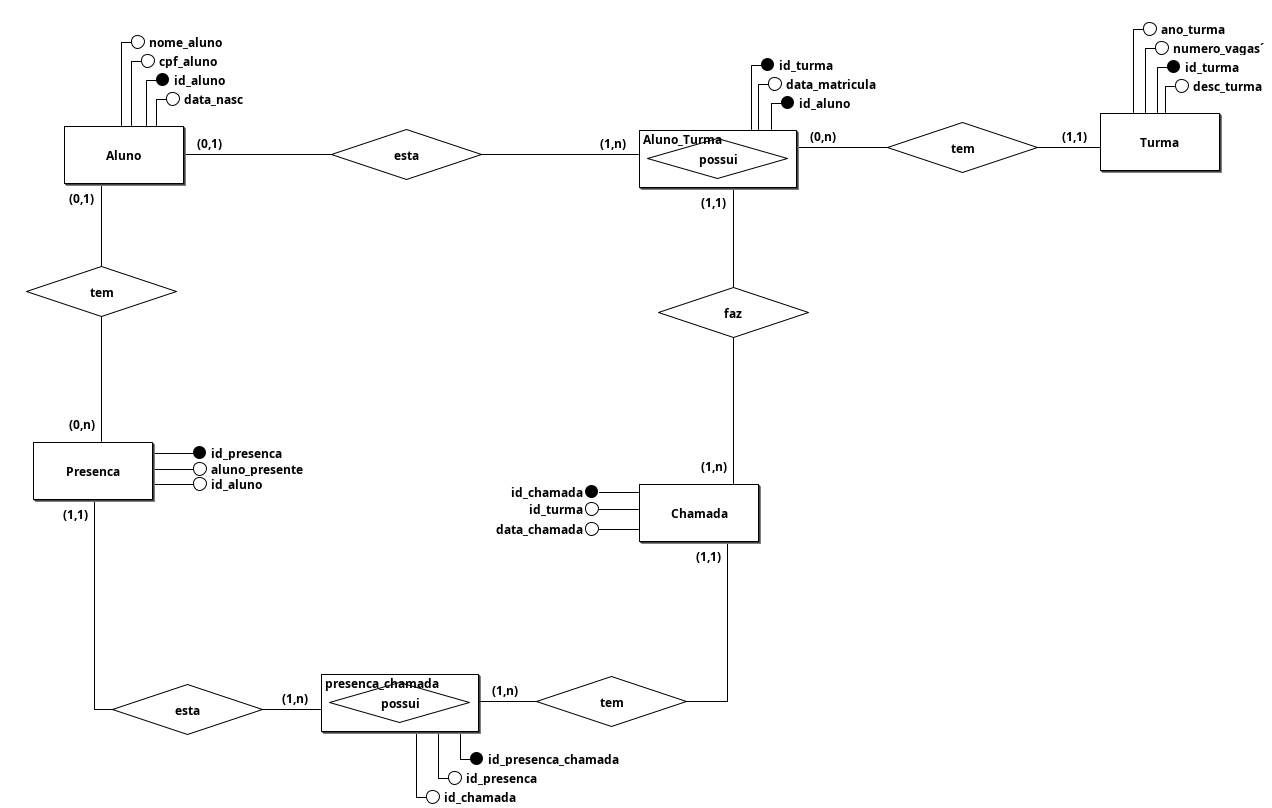 nome_aluno
cpf_aluno
id_aluno
data_nasc
Aluno
(0,1)
esta
(1,n)
id_turma
data_matricula
id_aluno
Aluno_Turma
possui
(0,n)
tem
(1,1)
ano_turma
numero_vagas´
id_turma
desc_turma
Turma
(0,1)
tem
(0,n)
(1,1)
faz
(1,n)
Presenca
id_presenca
aluno_presente
id_aluno
(1,1)
id_chamada
id_turma
data_chamada
Chamada
(1,1)
esta
(1,n)
presenca_chamada
possui
(1,n)
tem
id_presenca_chamada
id_presenca
id_chamada